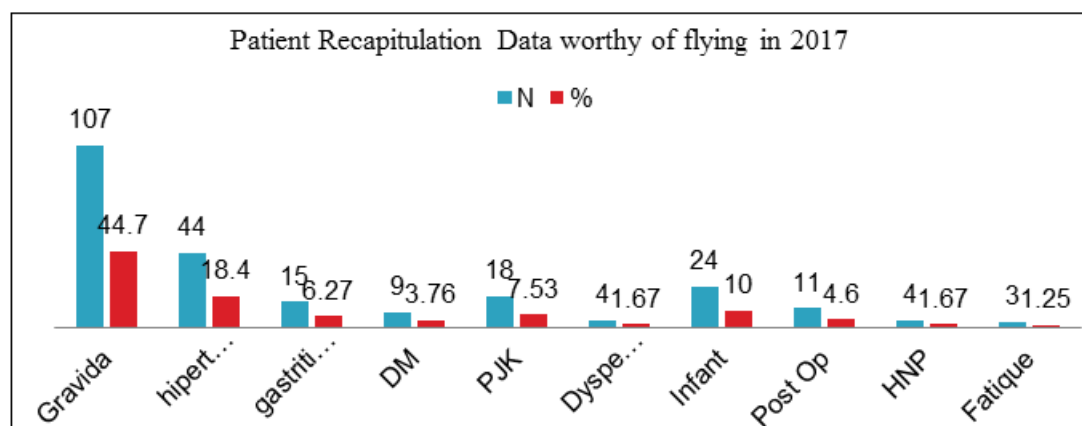 Patient Recapitulation Data worthy of flying in 2017
N %
107
44.7
44
18.4
15
6.27
9
3.76
18
7.53
4
1.67
24
10
11
4.6
4
1.67
3
1.25
Gravida
hipert...
gastriti...
DM
PJK
Dyspe...
Infant
Post Op
HNP
Fatique